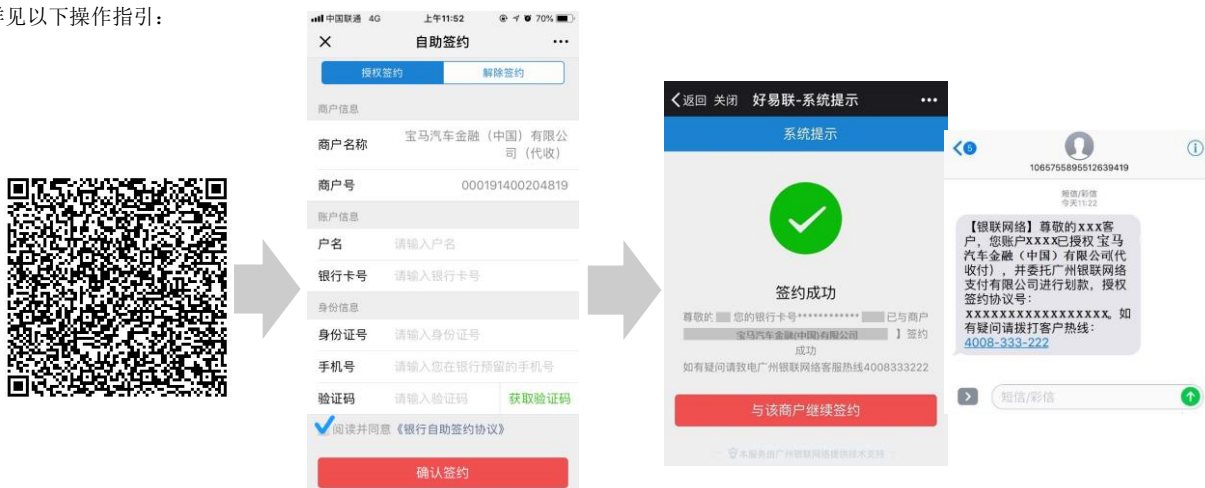 详见以下操作指引：
中国联通 4G 上午11:52 70%
× 自助签约 ...
授权签约 解除签约
商户信息
商户名称 宝马汽车金融（中国）有限公
司（代收）
商户号 000191400204819
账户信息
户名 请输入户名
银行卡号 请输入银行卡号
身份信息
身份证号 请输入身份证号
手机号 请输入您在银行预留的手机号
验证码 请输入验证码 获取验证码
阅读并同意《银行自助签约协议》
确认签约
返回 关闭 好易联-系统提示 ...
系统提示
签约成功
尊敬的 您的银行卡号************ 已与商户
宝马汽车金融(中国)有限公司 】签约
成功
如有疑问请致电广州银联网络客服热线4008333222
与该商户继续签约
本服务由广州银联网络提供技术支持
5
1065755895512639419
短信/彩信
今天11:22
【银联网络】尊敬的xxx客
户，您账户XXXX已授权宝马
汽车金融（中国）有限公司(代
收付），并委托广州银联网络
支付有限公司进行划款，授权
签约协议号：
xxxxxxxxxxxxxxxxx。如
有疑问请拨打客户热线：
4008-333-222
短信/彩信